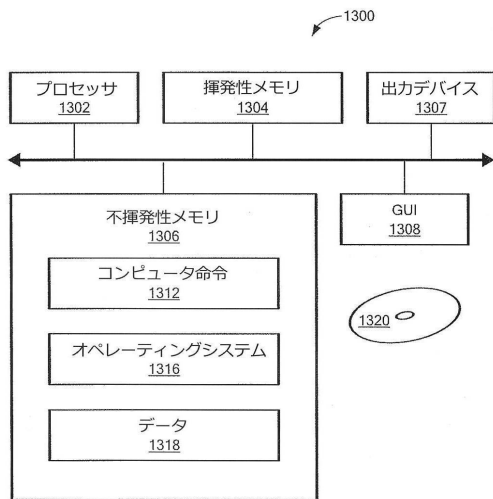 1300
プロセッサ
1302
揮発性メモリ
1304
出力デバイス
1307
不揮発性メモリ
1306
GUI
1308
コンピュータ命令
1312
1320
オペレーティングシステム
1316
データ
1318